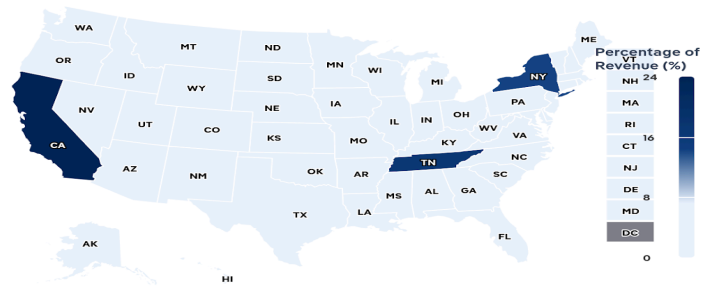 WA
ME
MT
ND
OR
MN
Percentage of
Revenue (%)
VT
ID
WI
SD
NY
NH
24
WY
MI
MA
IA
PA
NE
NV
OH
IL
IN
RI
UT
CO
WV
VA
16
KS
MO
KY
CT
CA
NC
TN
NJ
AZ
OK
NM
AR
SC
DE
MS
AL
GA
8
TX
LA
MD
DC
FL
AK
0
HI